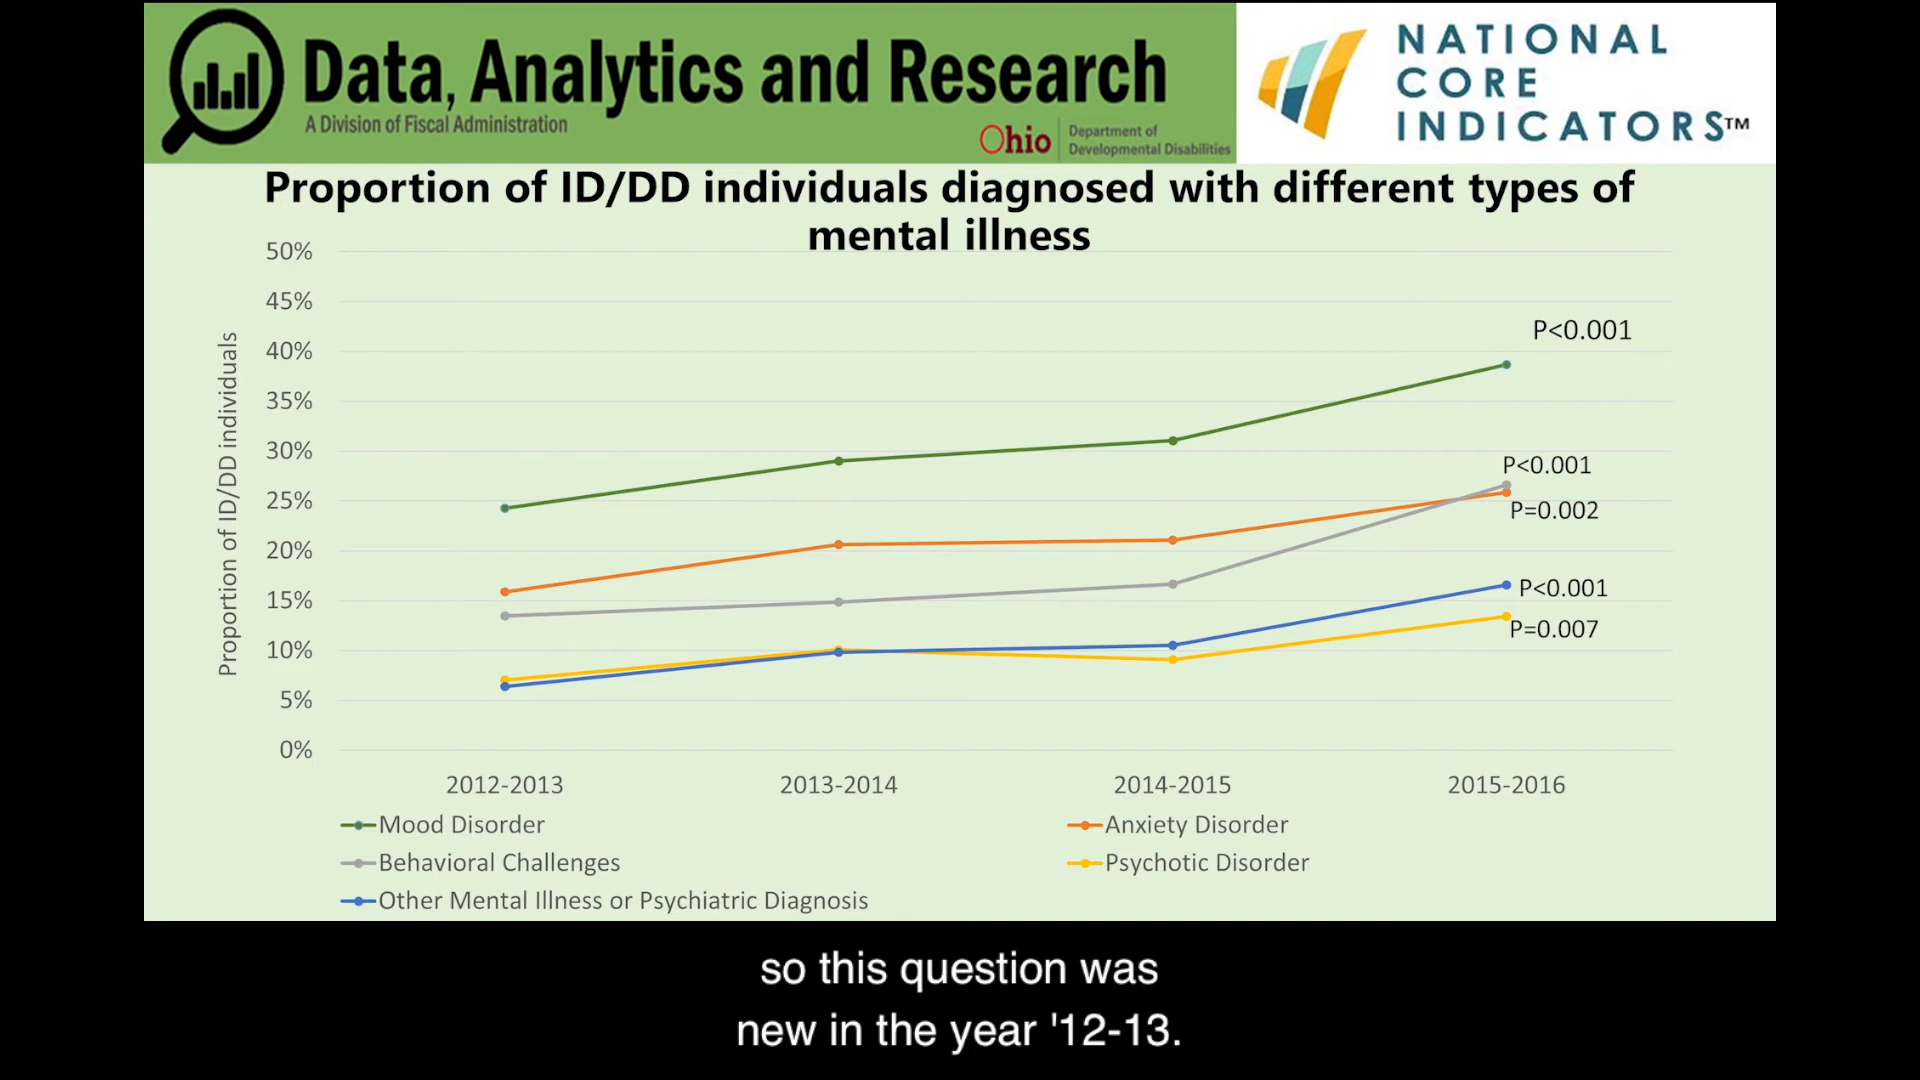 Data, Analytics and Research
A Division of Fiscal Administration
Ohio
Department of
Developmental Disabilities
NATIONAL
CORE
INDICATORS™
Proportion of ID/DD individuals diagnosed with different types of
mental illness
Proportion of ID/DD individuals
50%
45%
40%
35%
30%
25%
20%
15%
10%
5%
0%
P<0.001
P<0.001
P=0.002
P<0.001
P=0.007
2012-2013
2013-2014
2014-2015
2015-2016
Mood Disorder
Anxiety Disorder
Behavioral Challenges
Psychotic Disorder
Other Mental Illness or Psychiatric Diagnosis
so this question was
new in the year '12-13.